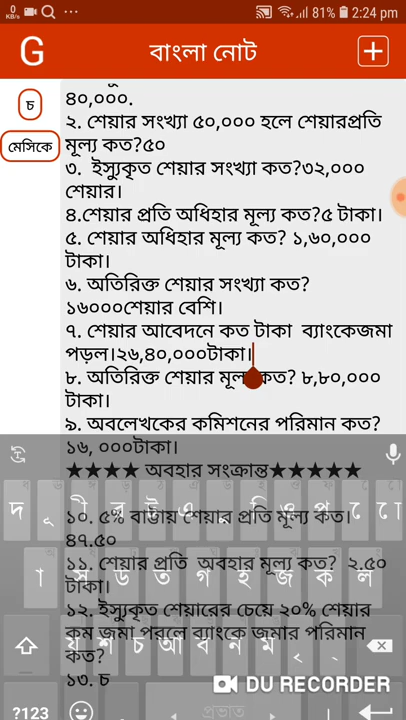 0
KB/s ... 81% 2:24 pm
G বাংলা নোট +
চ
মেসিকে
৪০,০০০.
২. শেয়ার সংখ্যা ৫০,০০০ হলে শেয়ারপ্রতি
মূল্য কত?৫০
৩.  ইস্যুকৃত শেয়ার সংখ্যা কত?৩২,০০০
শেয়ার।
৪.শেয়ার প্রতি অধিহার মূল্য কত?৫ টাকা।
৫. শেয়ার অধিহার মূল্য কত? ১,৬০,০০০
টাকা।
৬. অতিরিক্ত শেয়ার সংখ্যা কত?
১৬০০০শেয়ার বেশি।
৭. শেয়ার আবেদনে কত টাকা  ব্যাংকেজমা
পড়ল।২৬,৪০,০০০টাকা।
৮. অতিরিক্ত শেয়ার মূল্য কত? ৮,৮০,০০০
টাকা।
৯. অবলেখকের কমিশনের পরিমান কত?
১৬, ০০০টাকা।
★★★★ অবহার সংক্রান্ত★★★★★
১০. ৫% বাট্টায় শেয়ার প্রতি মূল্য কত।
৪৭.৫০
১১. শেয়ার প্রতি  অবহার মূল্য কত?  ২.৫০
টাকা।
১২. ইস্যুকৃত শেয়ারের চেয়ে ২০% শেয়ার
কম জমা পরলে ব্যাংকে জমার পরিমান
কত?
১৩. চ
DU RECORDER
?123 প্রভাত